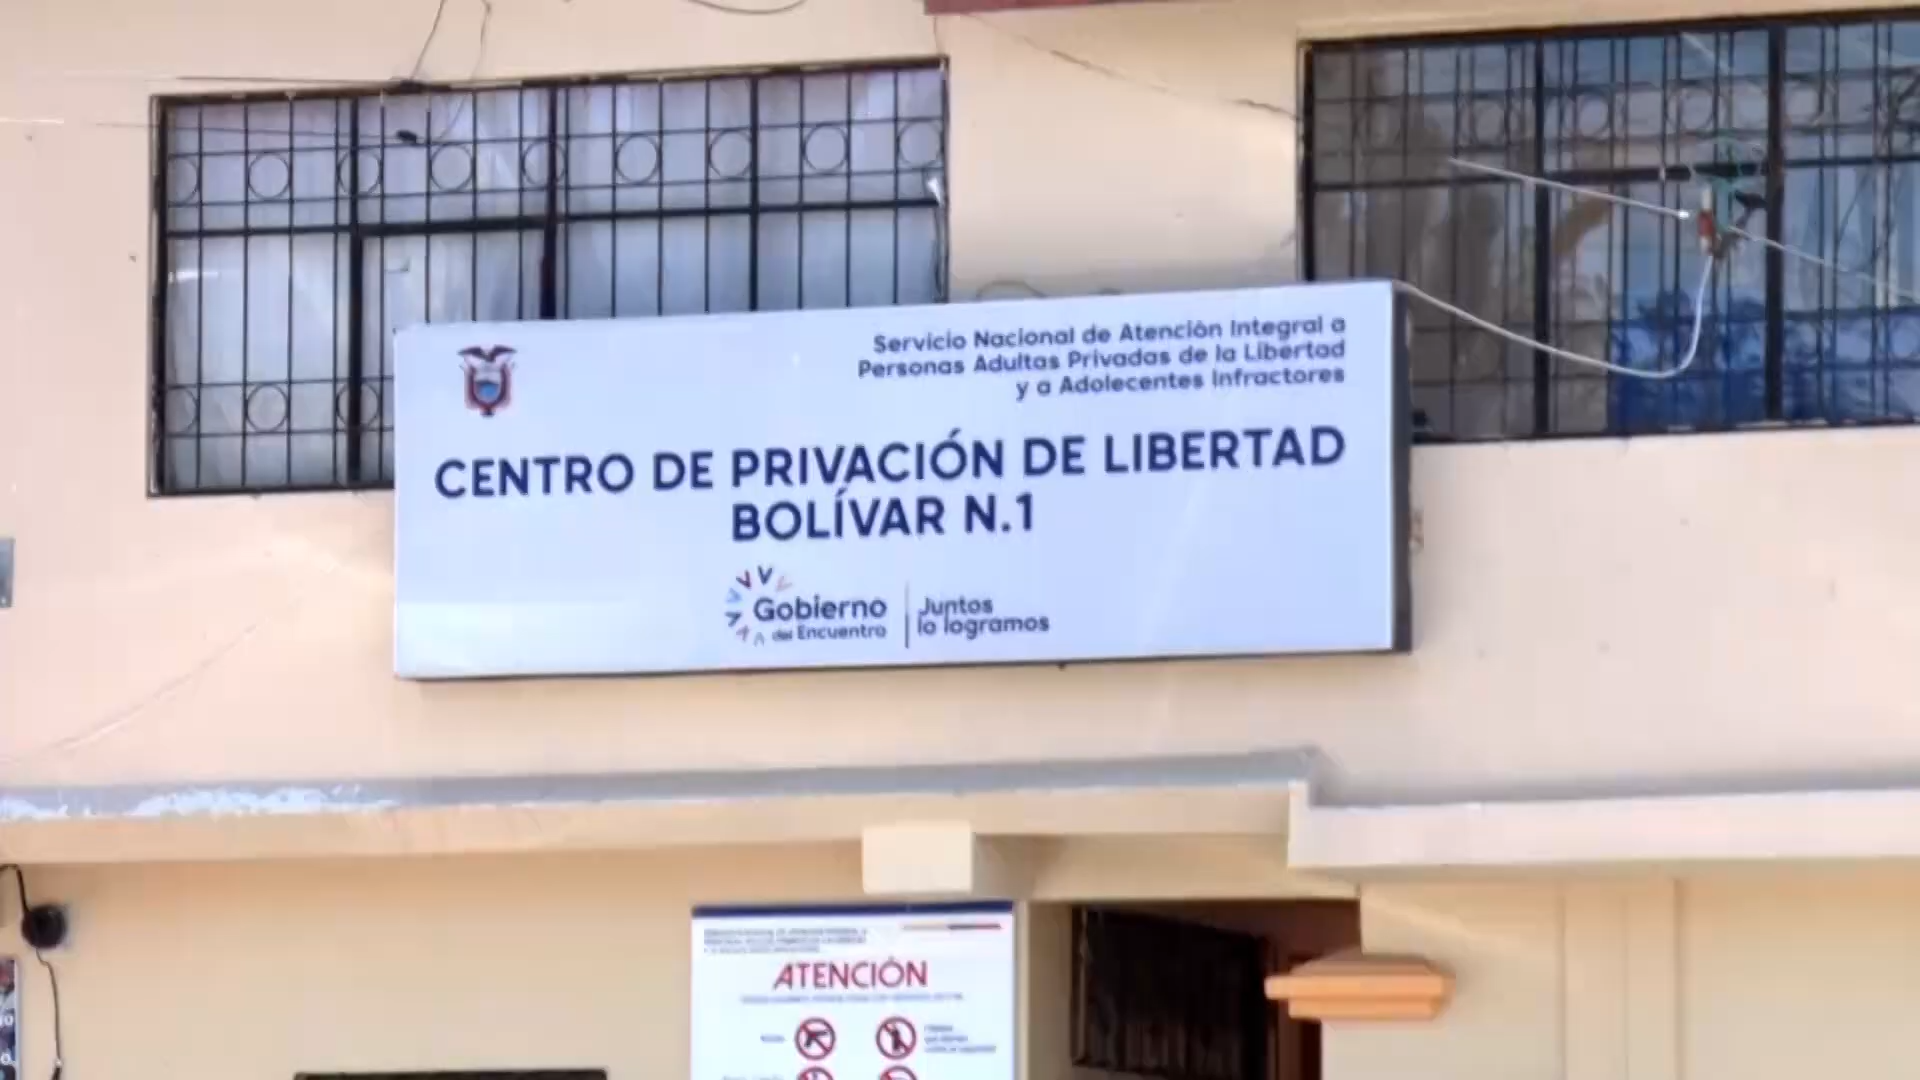 Servicio Nacional de Atención Integral a
Personas Adultas Privadas de la Libertad
y a Adolecentes Infractores
CENTRO DE PRIVACIÓN DE LIBERTAD
BOLÍVAR N.1
Gobierno
del Encuentro
Juntos
lo logramos
ATENCIÓN